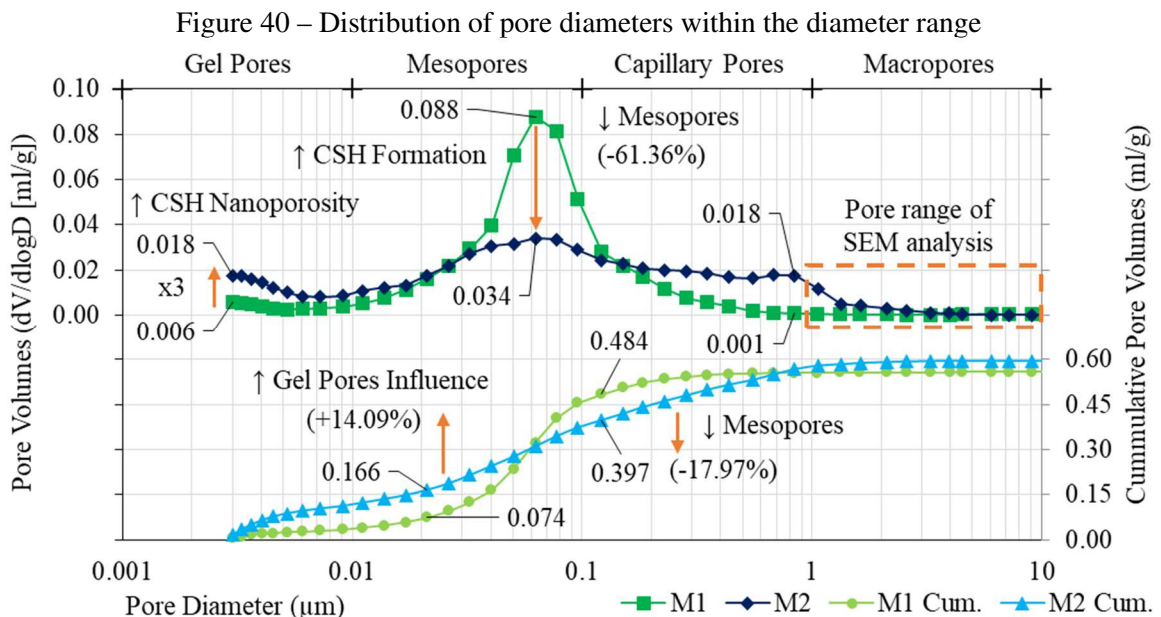 Figure 40 – Distribution of pore diameters within the diameter range
Gel Pores Mesopores Capillary Pores Macropores
Pore Volumes (dV/dlogD [ml/g])
0.10
0.08
0.06
0.04
0.02
0.00
0.088
↓ Mesopores
(-61.36%)
↑ CSH Formation
↑ CSH Nanoporosity
0.018
x3
0.006
0.034
0.018
0.001
Pore range of
SEM analysis
Cummulative Pore Volumes (ml/g)
0.60
0.45
0.30
0.15
0.00
0.484
↑ Gel Pores Influence
(+14.09%)
0.166
0.074
0.397
↓ Mesopores
(-17.97%)
0.001 0.01 0.1 1 10
Pore Diameter (µm)
M1 M2 M1 Cum. M2 Cum.